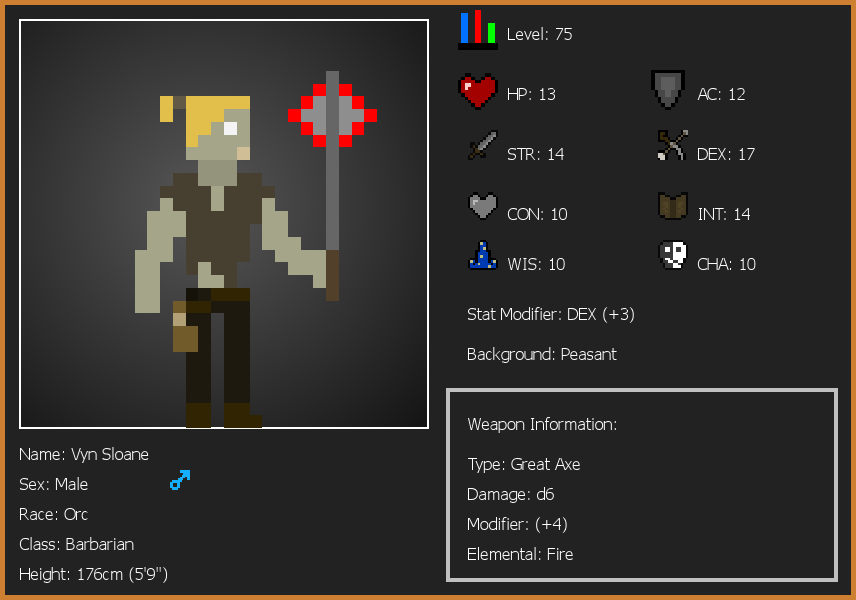 Level: 75
HP: 13
AC: 12
STR: 14
DEX: 17
CON: 10
INT: 14
WIS: 10
CHA: 10
Stat Modifier: DEX (+3)
Background: Peasant
Weapon Information:
Type: Great Axe
Damage: d6
Modifier: (+4)
Elemental: Fire
Name: Vyn Sloane
Sex: Male
Race: Orc
Class: Barbarian
Height: 176cm (5'9")